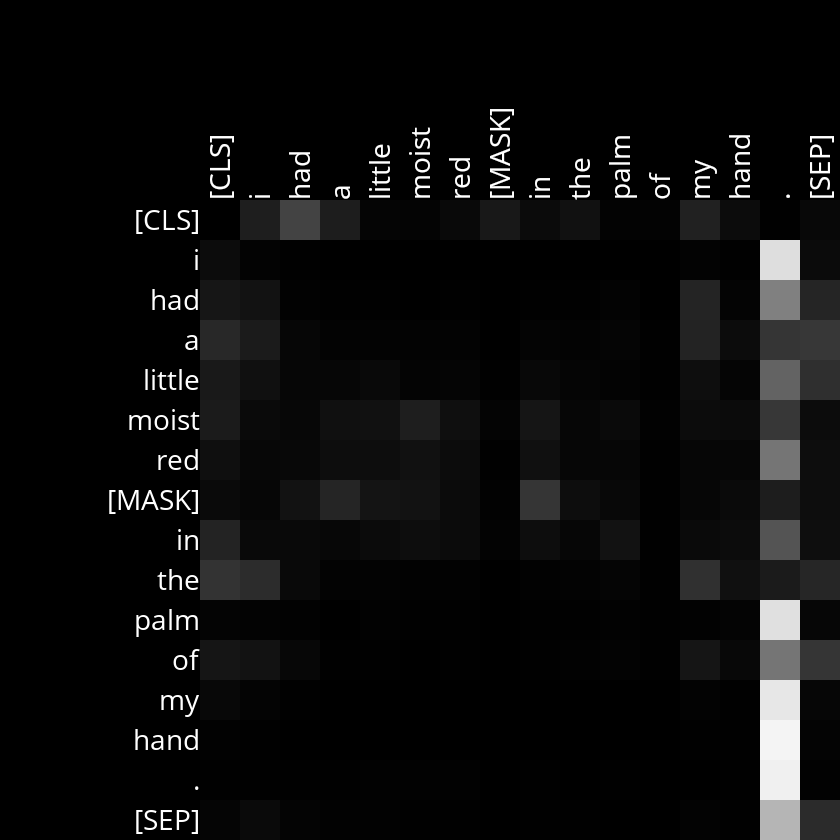 [CLS] i had a little moist red [MASK] in the palm of my hand . [SEP]
[CLS]
i
had
a
little
moist
red
[MASK]
in
the
palm
of
my
hand
.
[SEP]